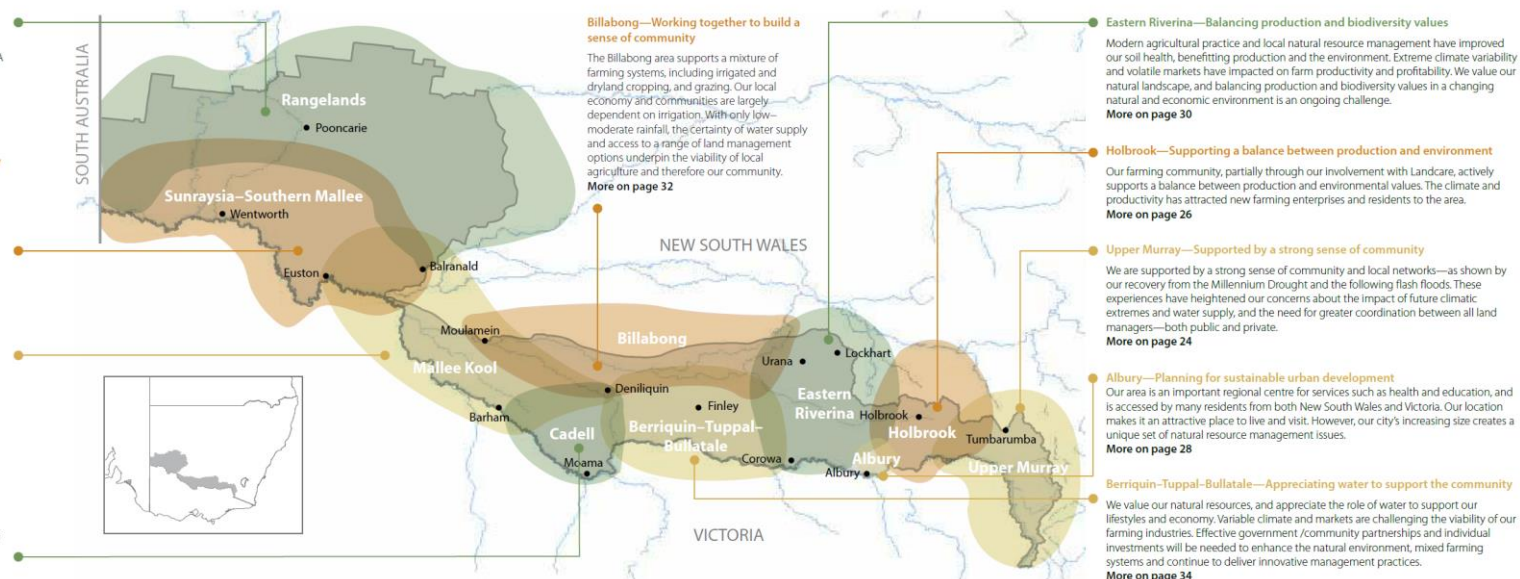 SOUTH AUSTRALIA
Rangelands
Pooncarie
Sunraysia–Southern Mallee
Wentworth
Euston
Balranald
NEW SOUTH WALES
Moulamein
Billabong
Mallee Kool
Urana
Lockhart
Deniliquin
Eastern
Riverina
Barham
Finley
Holbrook
Cadell
Berriquin–Tuppal–
Bullatale
Holbrook
Tumbarumba
Moama
Corowa
Albury
Albury
Upper Murray
VICTORIA
Billabong—Working together to build a
sense of community
The Billabong area supports a mixture of
farming systems, including irrigated and
dryland cropping, and grazing. Our local
economy and communities are largely
dependent on irrigation. With only low–
moderate rainfall, the certainty of water supply
and access to a range of land management
options underpin the viability of local
agriculture and therefore our community.
More on page 32
Eastern Riverina—Balancing production and biodiversity values
Modern agricultural practice and local natural resource management have improved
our soil health, benefitting production and the environment. Extreme climate variability
and volatile markets have impacted on farm productivity and profitability. We value our
natural landscape, and balancing production and biodiversity values in a changing
natural and economic environment is an ongoing challenge.
More on page 30
Holbrook—Supporting a balance between production and environment
Our farming community, partially through our involvement with Landcare, actively
supports a balance between production and environmental values. The climate and
productivity has attracted new farming enterprises and residents to the area.
More on page 26
Upper Murray—Supported by a strong sense of community
We are supported by a strong sense of community and local networks—as shown by
our recovery from the Millennium Drought and the following flash floods. These
experiences have heightened our concerns about the impact of future climatic
extremes and water supply, and the need for greater coordination between all land
managers—both public and private.
More on page 24
Albury—Planning for sustainable urban development
Our area is an important regional centre for services such as health and education, and
is accessed by many residents from both New South Wales and Victoria. Our location
makes it an attractive place to live and visit. However, our city's increasing size creates a
unique set of natural resource management issues.
More on page 28
Berriquin–Tuppal–Bullatale—Appreciating water to support the community
We value our natural resources, and appreciate the role of water to support our
lifestyles and economy. Variable climate and markets are challenging the viability of our
farming industries. Effective government /community partnerships and individual
investments will be needed to enhance the natural environment, mixed farming
systems and continue to deliver innovative management practices.
More on page 34